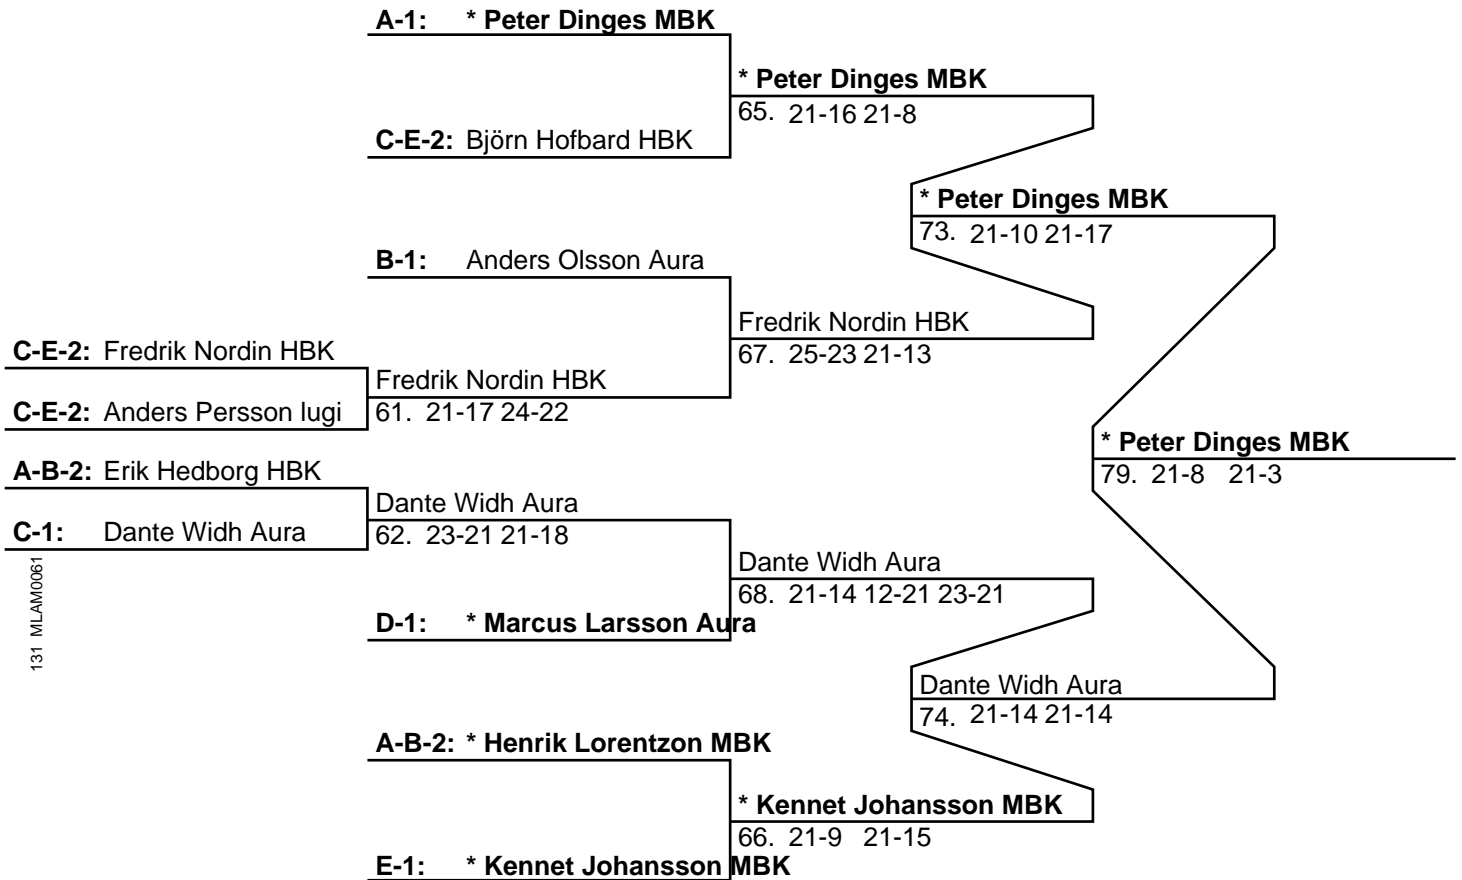 A-1: * Peter Dinges MBK
* Peter Dinges MBK
65. 21-16 21-8
C-E-2: Björn Hofbard HBK
* Peter Dinges MBK
73. 21-10 21-17
B-1: Anders Olsson Aura
Fredrik Nordin HBK
67. 25-23 21-13
C-E-2: Fredrik Nordin HBK
Fredrik Nordin HBK
61. 21-17 24-22
C-E-2: Anders Persson lugi
* Peter Dinges MBK
79. 21-8 21-3
A-B-2: Erik Hedborg HBK
Dante Widh Aura
62. 23-21 21-18
C-1: Dante Widh Aura
131 MLAM0061
Dante Widh Aura
68. 21-14 12-21 23-21
D-1: * Marcus Larsson Aura
Dante Widh Aura
74. 21-14 21-14
A-B-2: * Henrik Lorentzon MBK
* Kennet Johansson MBK
66. 21-9 21-15
E-1: * Kennet Johansson MBK